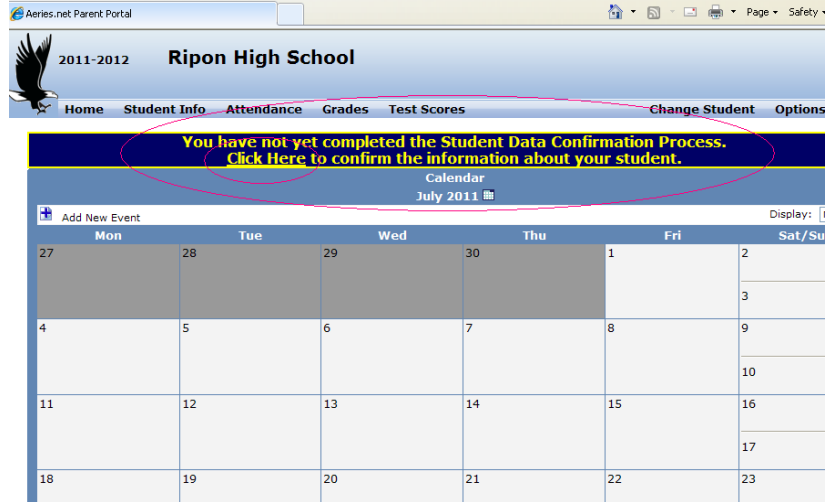 Aeries.net Parent Portal
Page Safety
2011-2012 Ripon High School
Home Student Info Attendance Grades Test Scores Change Student Options
You have not yet completed the Student Data Confirmation Process.
Click Here to confirm the information about your student.
Calendar
July 2011
Add New Event Display:
Mon Tue Wed Thu Fri Sat/Su
27 28 29 30 1 2
3
4 5 6 7 8 9
10
11 12 13 14 15 16
17
18 19 20 21 22 23